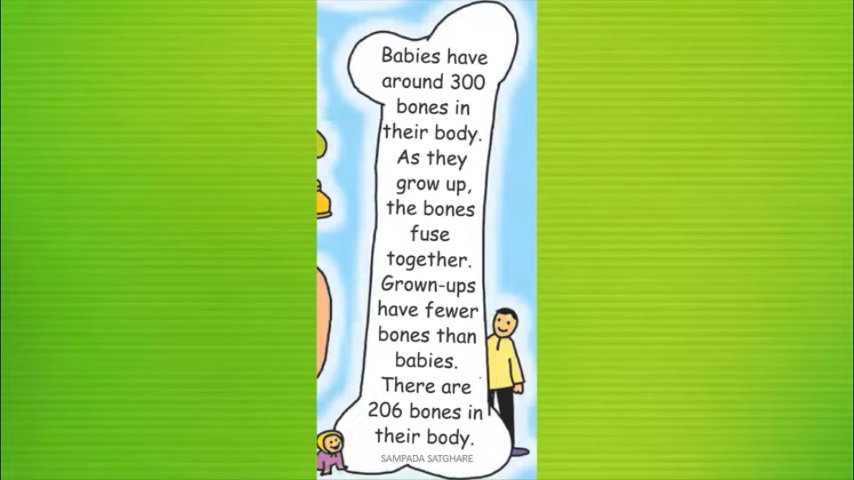 Babies have
around 300
bones in
their body.
As they
grow up,
the bones
fuse
together.
Grown-ups
have fewer
bones than
babies.
There are
206 bones in
their body.
SAMPADA SATGHARE